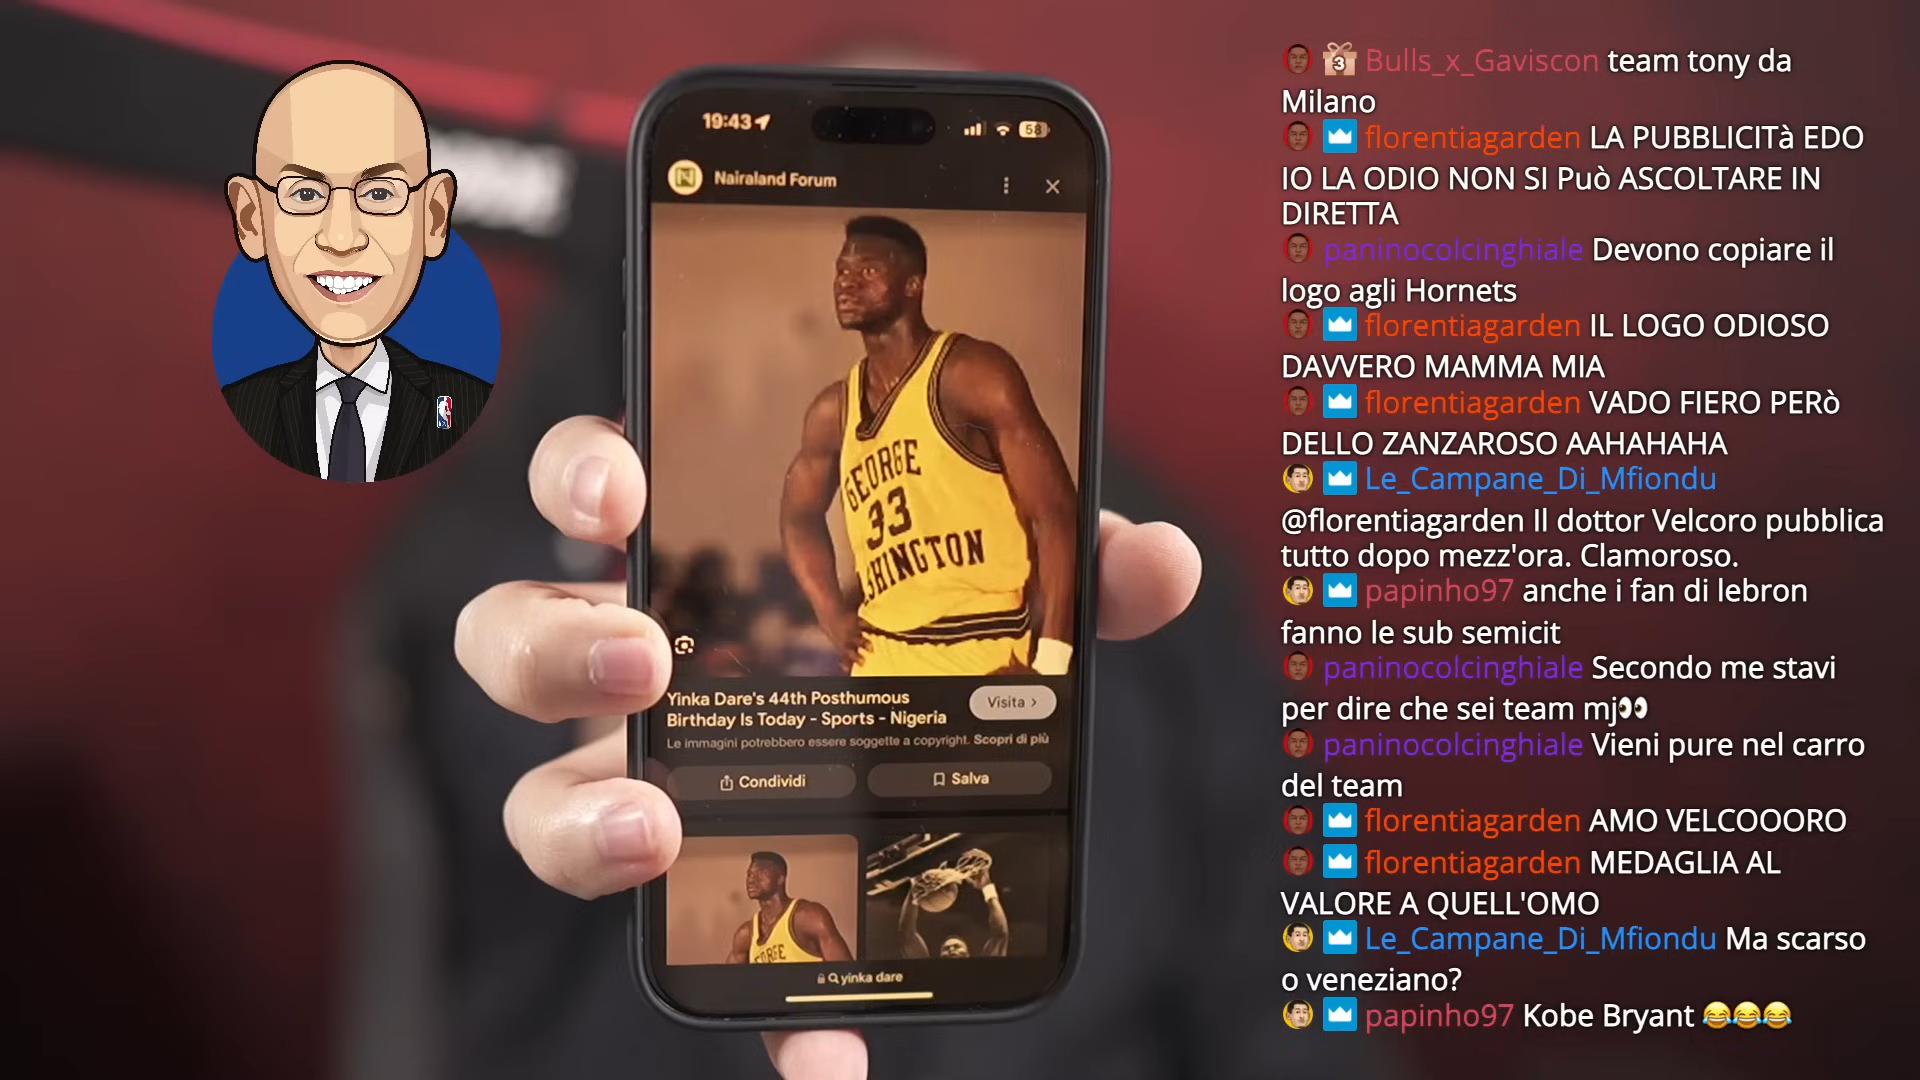 19:43
58
Nairaland Forum
GEORGE
33
SHINGTON
Yinka Dare's 44th Posthumous
Birthday Is Today - Sports - Nigeria
Visita >
Le immagini potrebbero essere soggette a copyright. Scopri di più
Condividi
Salva
GEORGE
yinka dare
3 Bulls_x_Gaviscon team tony da
Milano
florentiagarden LA PUBBLICITà EDO
IO LA ODIO NON SI Può ASCOLTARE IN
DIRETTA
paninocolcinghiale Devono copiare il
logo agli Hornets
florentiagarden IL LOGO ODIOSO
DAVVERO MAMMA MIA
florentiagarden VADO FIERO PERò
DELLO ZANZAROSO AAHAHAHA
Le_Campane_Di_Mfiondu
@florentiagarden Il dottor Velcoro pubblica
tutto dopo mezz'ora. Clamoroso.
papinho97 anche i fan di lebron
fanno le sub semicit
paninocolcinghiale Secondo me stavi
per dire che sei team mj👀
paninocolcinghiale Vieni pure nel carro
del team
florentiagarden AMO VELCOOORO
florentiagarden MEDAGLIA AL
VALORE A QUELL'OMO
Le_Campane_Di_Mfiondu Ma scarso
o veneziano?
papinho97 Kobe Bryant 😂😂😂